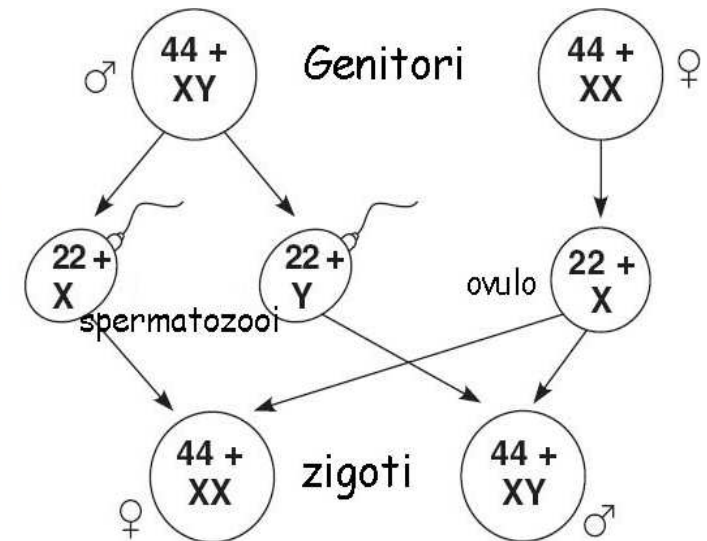 44 +
XY
Genitori
44 +
XX
22 +
X
22 +
Y
22 +
X
spermatozooi
ovulo
44 +
XX
zigoti
44 +
XY